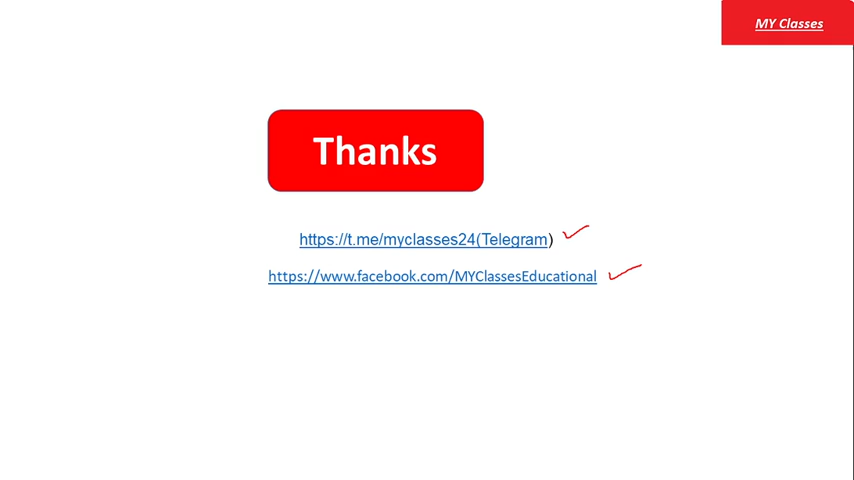 MY Classes
Thanks
https://t.me/myclasses24(Telegram)
https://www.facebook.com/MYClassesEducational